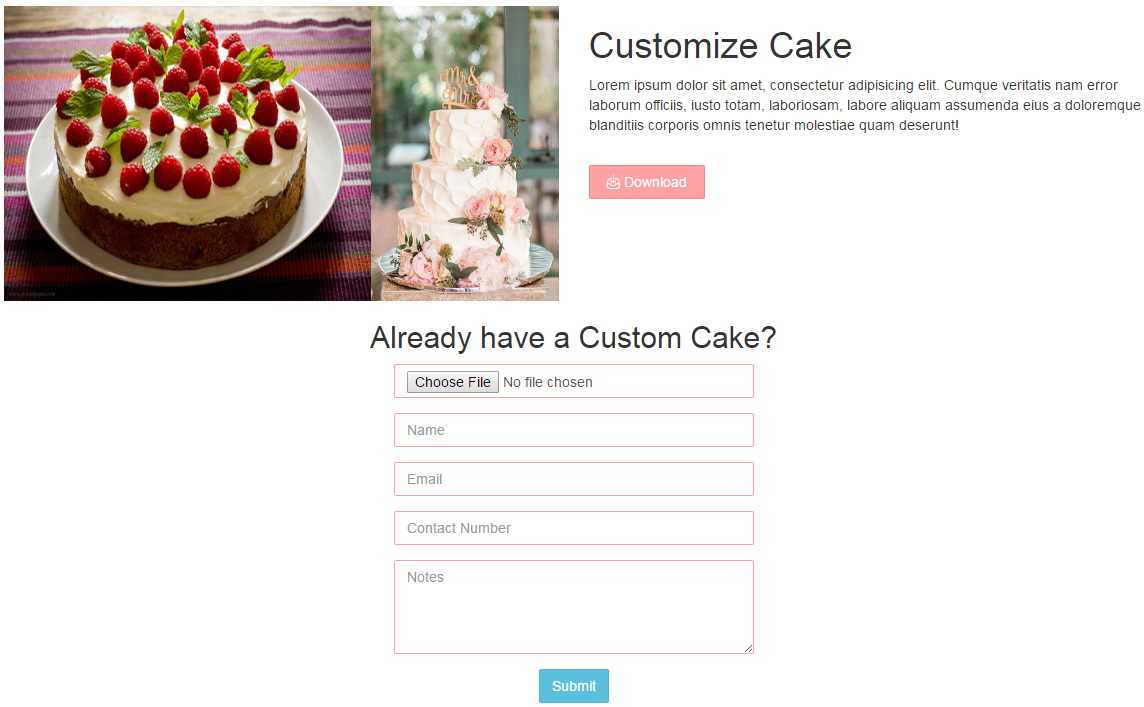 Mr &
Mrs
Customize Cake
Lorem ipsum dolor sit amet, consectetur adipisicing elit. Cumque veritatis nam error
laborum officiis, iusto totam, laboriosam, labore aliquam assumenda eius a doloremque
blanditiis corporis omnis tenetur molestiae quam deserunt!
Download
Already have a Custom Cake?
Choose File No file chosen
Name
Email
Contact Number
Notes
Submit